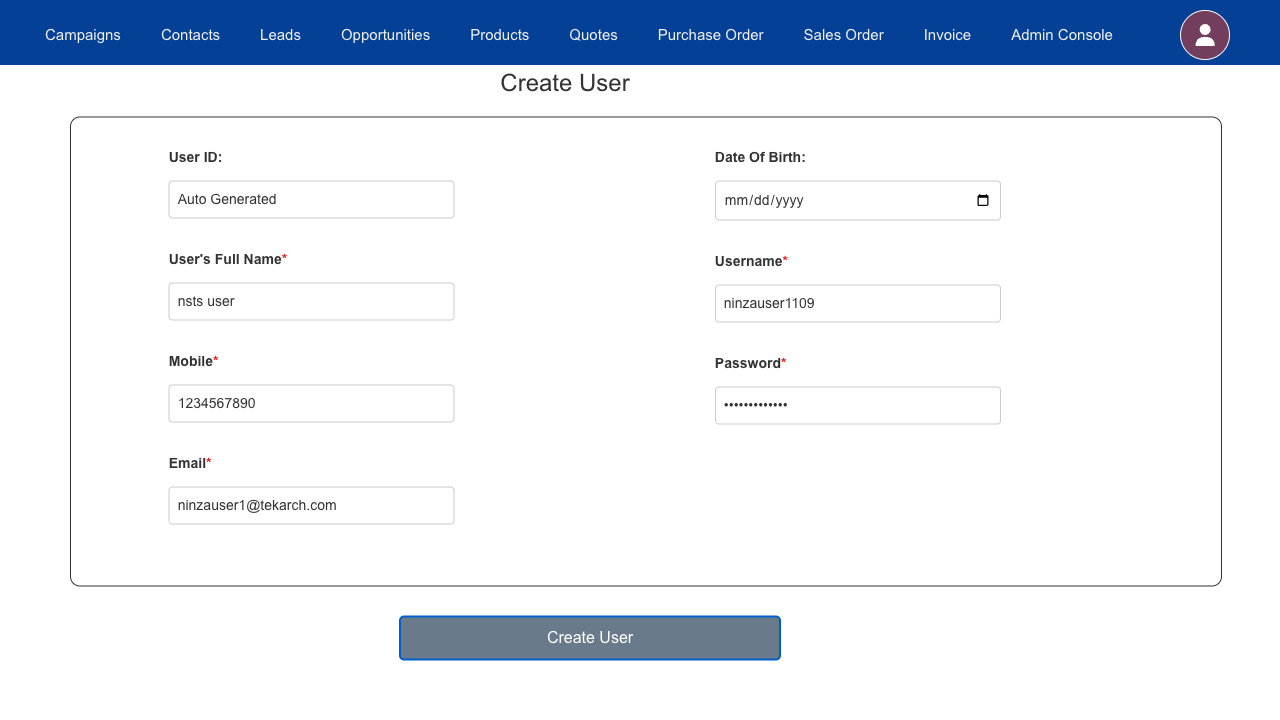 Campaigns Contacts Leads Opportunities Products Quotes Purchase Order Sales Order Invoice Admin Console
Create User
User ID:
Auto Generated
User's Full Name*
nsts user
Mobile*
1234567890
Email*
ninzauser1@tekarch.com
Date Of Birth:
mm/dd/yyyy
Username*
ninzauser1109
Password*
•••••••••••••
Create User